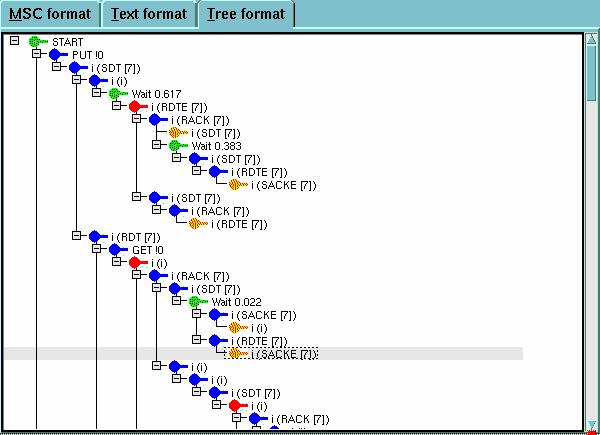 MSC format Text format Tree format
START
PUT !0
i (SDT [7])
i (i)
Wait 0.617
i (RDTE [7])
i (RACK [7])
i (SDT [7])
Wait 0.383
i (SDT [7])
i (RDTE [7])
i (SACKE [7])
i (SDT [7])
i (RACK [7])
i (RDTE [7])
i (RDT [7])
GET !0
i (i)
i (RACK [7])
i (SDT [7])
Wait 0.022
i (SACKE [7])
i (i)
i (RDTE [7])
i (SACKE [7])
i (i)
i (i)
i (SDT [7])
i (i)
i (RACK [7])